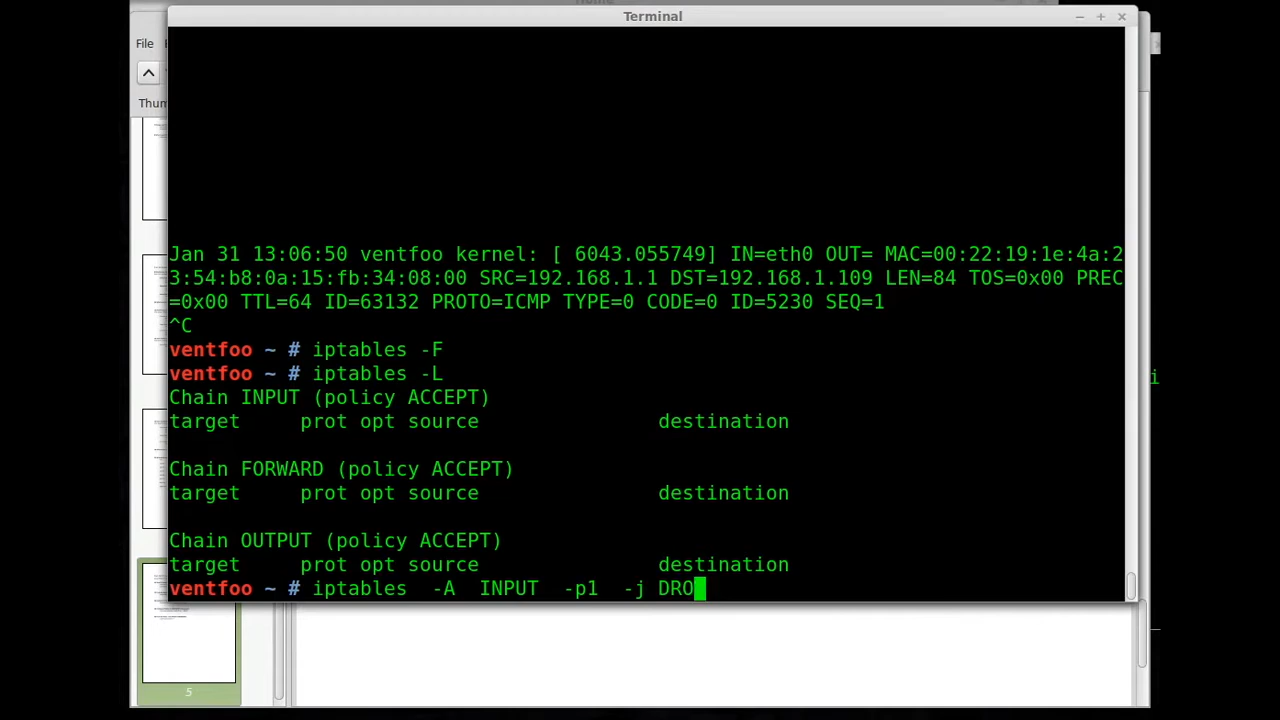 Terminal
File
Thum
Jan 31 13:06:50 ventfoo kernel: [ 6043.055749] IN=eth0 OUT= MAC=00:22:19:1e:4a:2
3:54:b8:0a:15:fb:34:08:00 SRC=192.168.1.1 DST=192.168.1.109 LEN=84 TOS=0x00 PREC
=0x00 TTL=64 ID=63132 PROTO=ICMP TYPE=0 CODE=0 ID=5230 SEQ=1
^C
ventfoo ~ # iptables -F
ventfoo ~ # iptables -L
Chain INPUT (policy ACCEPT)
target     prot opt source               destination

Chain FORWARD (policy ACCEPT)
target     prot opt source               destination

Chain OUTPUT (policy ACCEPT)
target     prot opt source               destination
ventfoo ~ # iptables  -A  INPUT  -p1  -j DRO
5